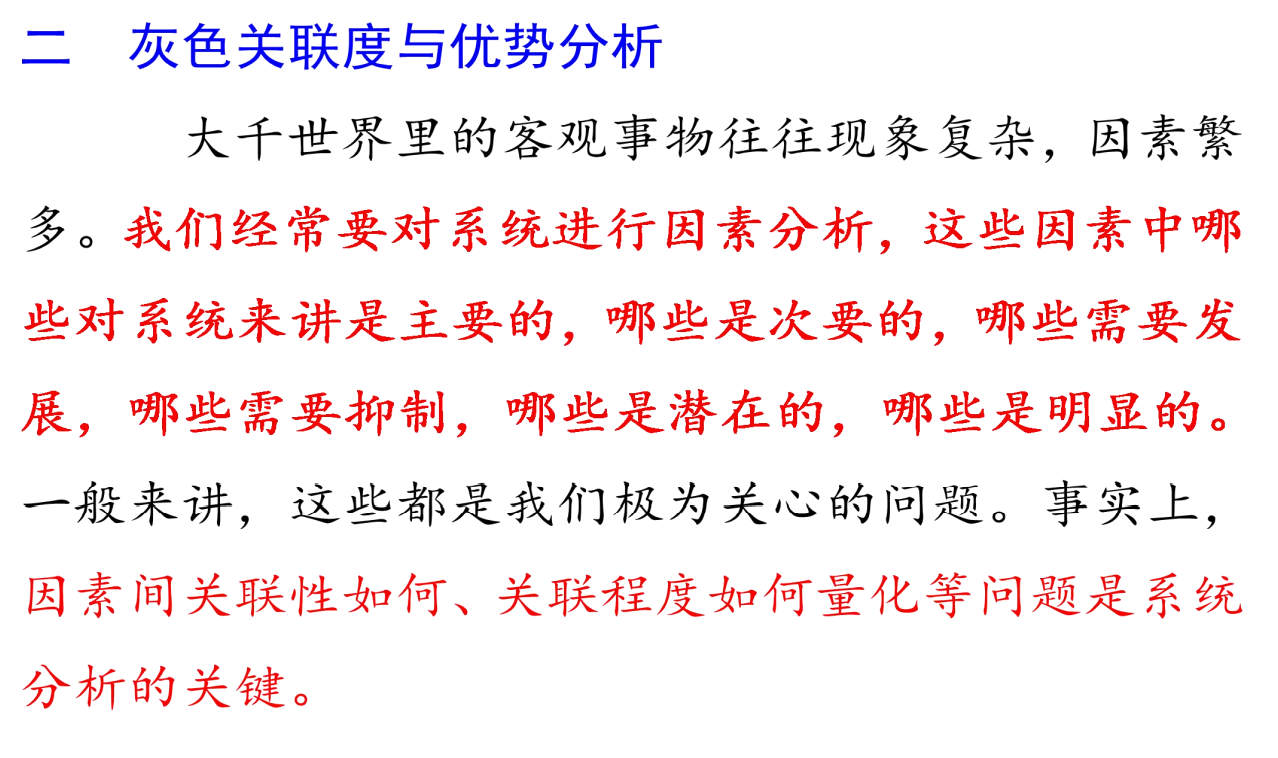 二 灰色关联度与优势分析
大千世界里的客观事物往往现象复杂，因素繁
多。我们经常要对系统进行因素分析，这些因素中哪
些对系统来讲是主要的，哪些是次要的，哪些需要发
展，哪些需要抑制，哪些是潜在的，哪些是明显的。
一般来讲，这些都是我们极为关心的问题。事实上，
因素间关联性如何、关联程度如何量化等问题是系统
分析的关键。